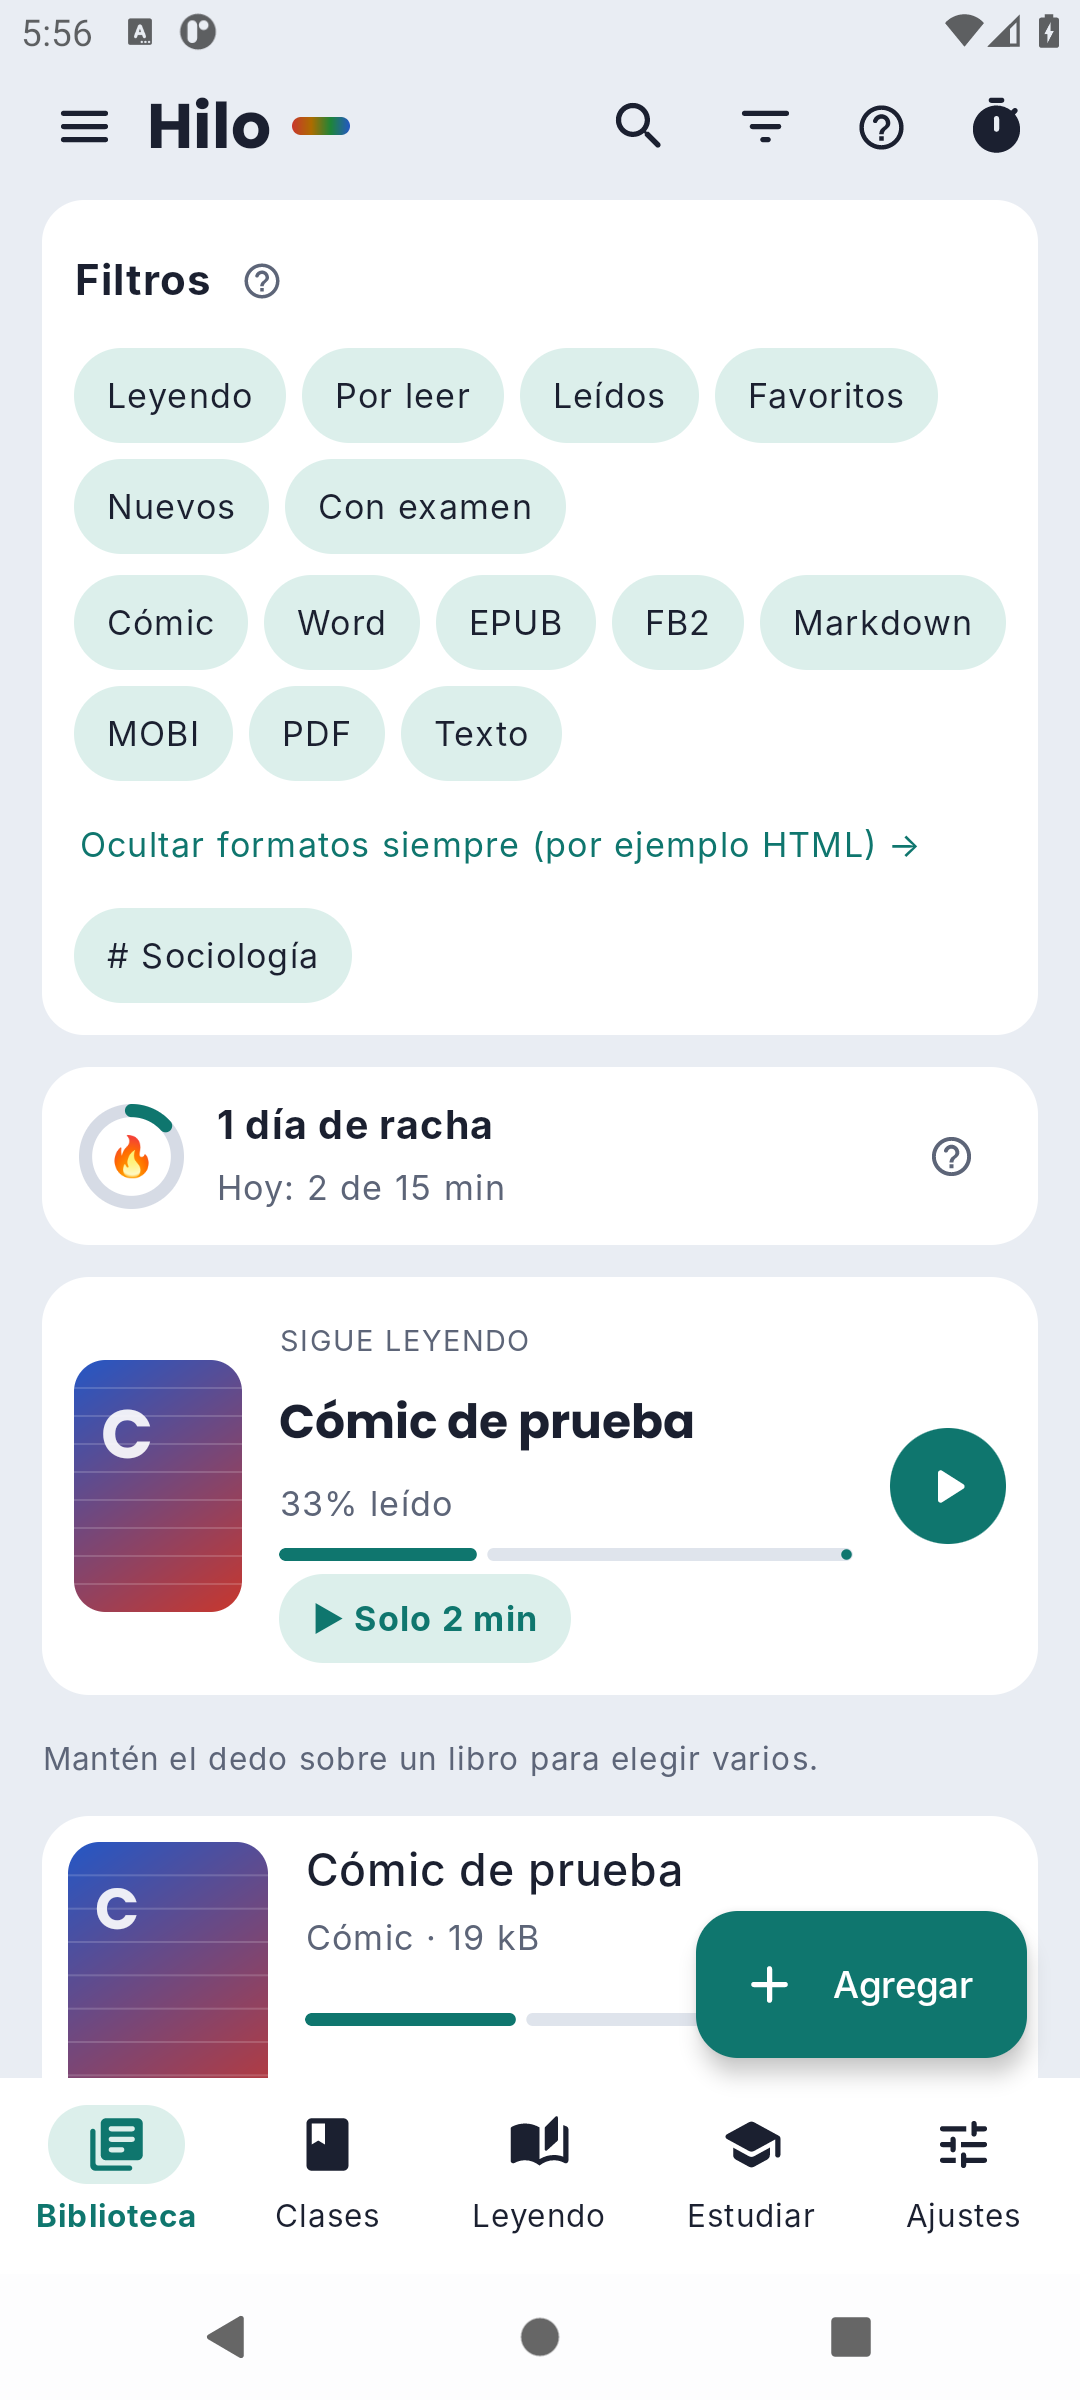 5:56
Hilo
Filtros
Leyendo Por leer Leídos Favoritos
Nuevos Con examen
Cómic Word EPUB FB2 Markdown
MOBI PDF Texto
Ocultar formatos siempre (por ejemplo HTML) →
# Sociología
1 día de racha
Hoy: 2 de 15 min
SIGUE LEYENDO
C
Cómic de prueba
33% leído
▶ Solo 2 min
Mantén el dedo sobre un libro para elegir varios.
C
Cómic de prueba
Cómic · 19 kB
Agregar
Biblioteca Clases Leyendo Estudiar Ajustes